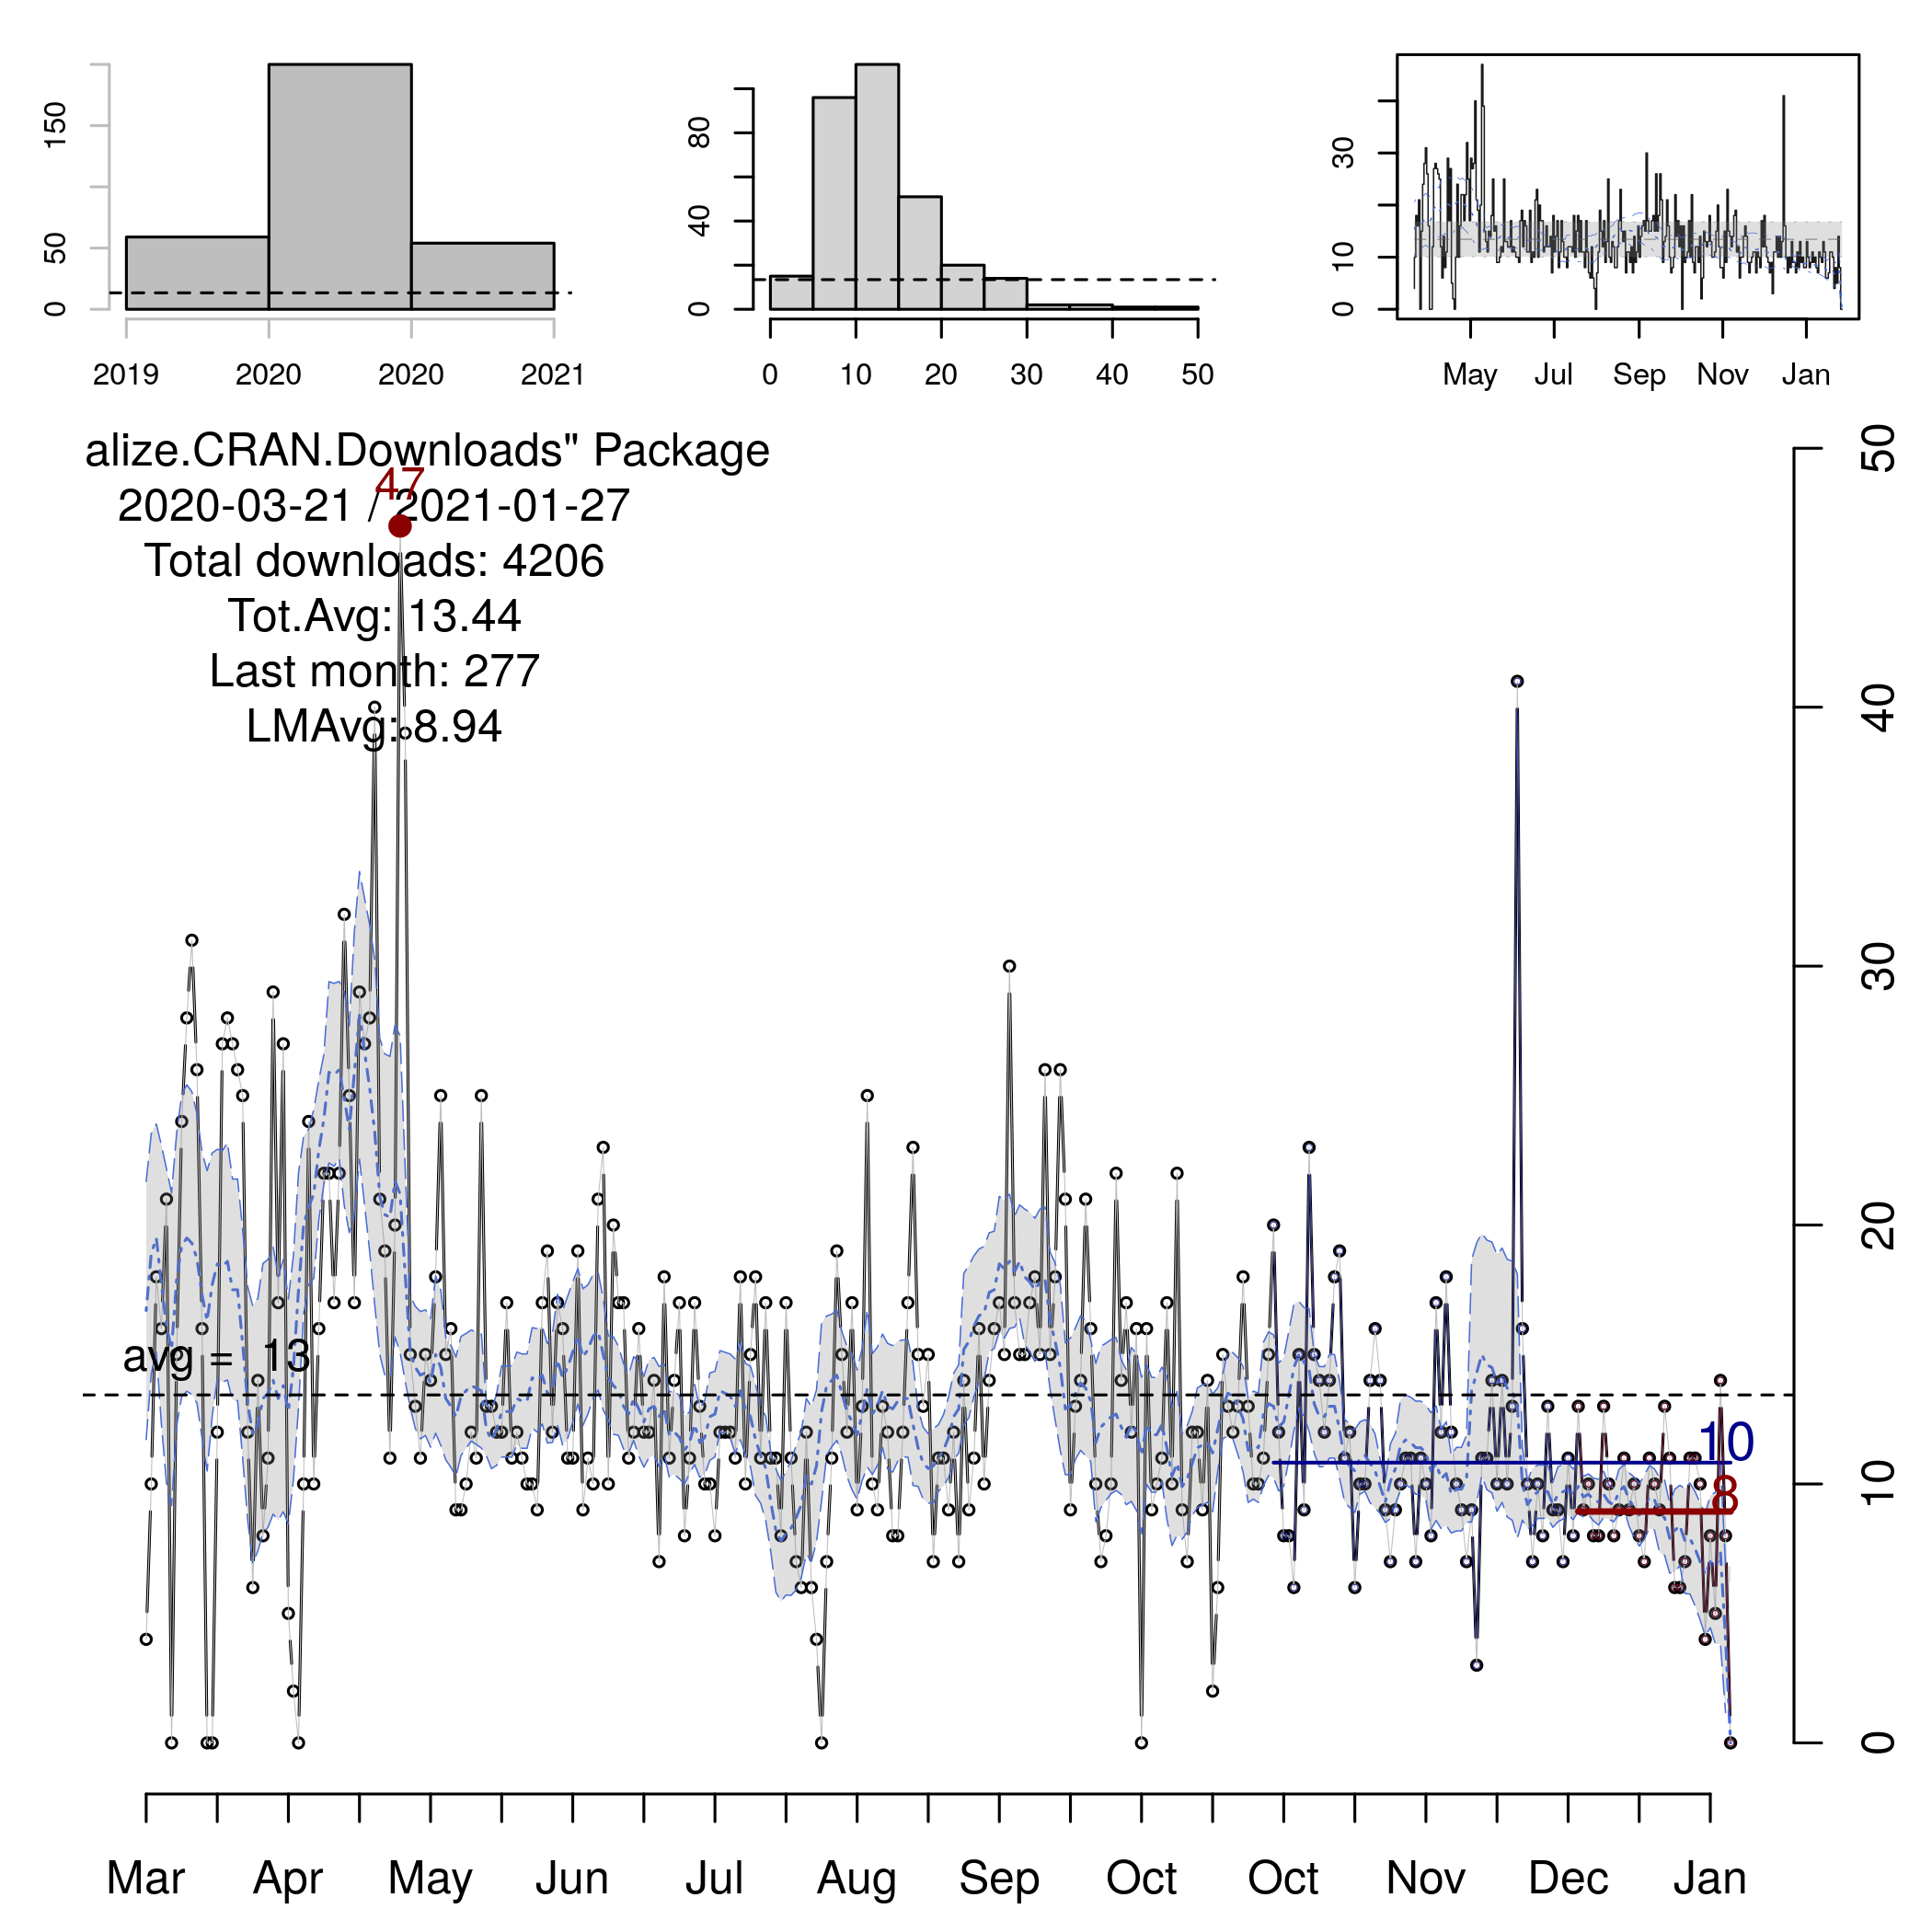 150
50
0
2019 2020 2020 2021
80
40
0
0 10 20 30 40 50
30
10
0
May Jul Sep Nov Jan
alize.CRAN.Downloads" Package
47
2020-03-21 / 2021-01-27
Total downloads: 4206
Tot.Avg: 13.44
Last month: 277
LMAvg: 8.94
avg = 13
10
8
50
40
30
20
10
0
Mar Apr May Jun Jul Aug Sep Oct Oct Nov Dec Jan